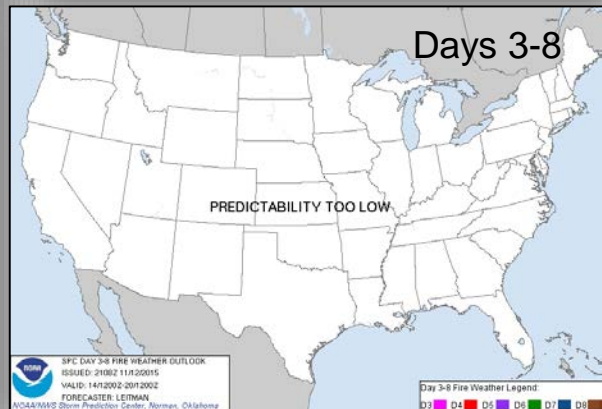 Days 3-8
PREDICTABILITY TOO LOW
NOAA
SPC DAY 3-8 FIRE WEATHER OUTLOOK
ISSUED: 2108Z 11/12/2015
VALID: 14/1200Z-20/1200Z
FORECASTER: LEITMAN
NOAA/NWS Storm Prediction Center, Norman, Oklahoma
Day 3-8 Fire Weather Legend:
D3 D4 D5 D6 D7 D8